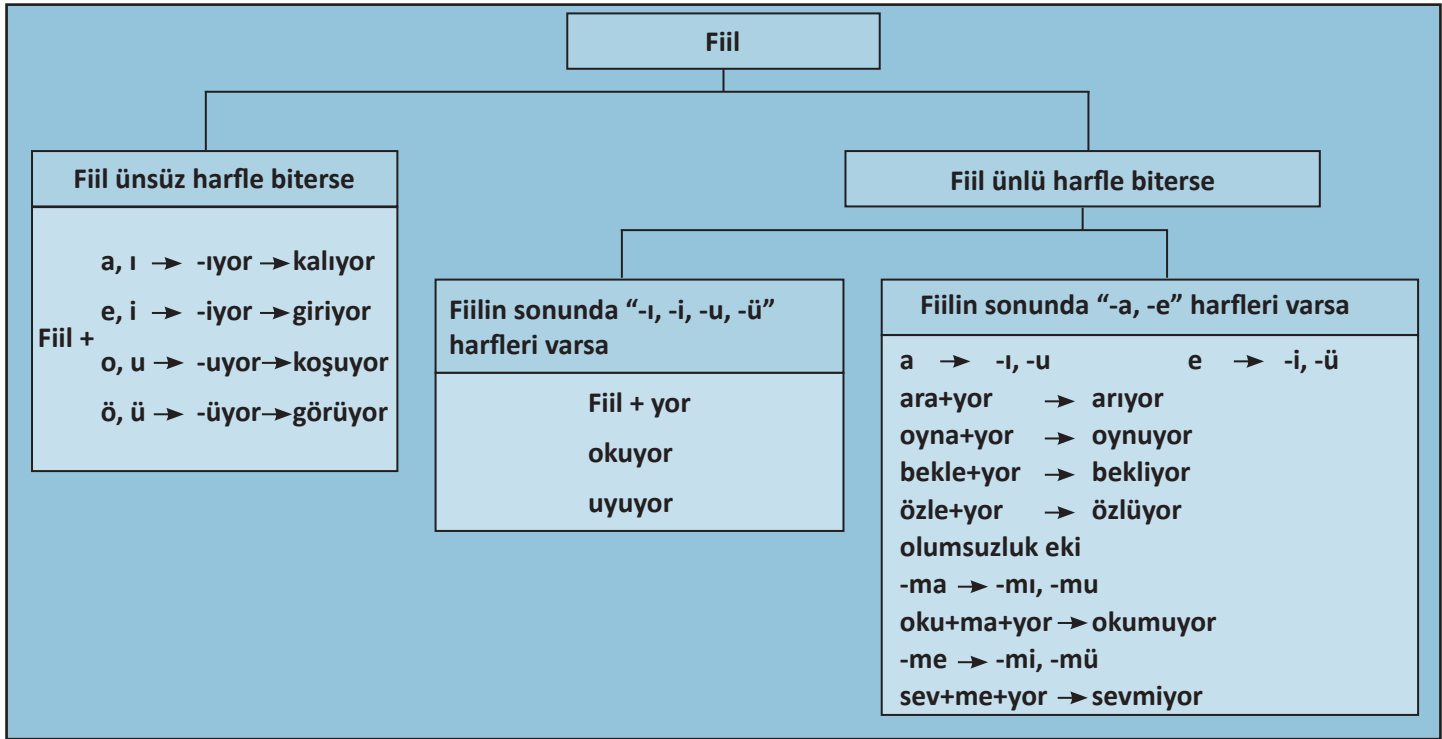 Fiil
Fiil ünsüz harfle biterse
a, ı → -ıyor → kalıyor
e, i → -iyor → giriyor
Fiil +
o, u → -uyor → koşuyor
ö, ü → -üyor → görüyor
Fiil ünlü harfle biterse
Fiilin sonunda “-ı, -i, -u, -ü”
harfleri varsa
Fiil + yor
okuyor
uyuyor
Fiilin sonunda “-a, -e” harfleri varsa
a → -ı, -u e → -i, -ü
ara+yor → arıyor
oyna+yor → oynuyor
bekle+yor → bekliyor
özle+yor → özlüyor
olumsuzluk eki
-ma → -mı, -mu
oku+ma+yor → okumuyor
-me → -mi, -mü
sev+me+yor → sevmiyor